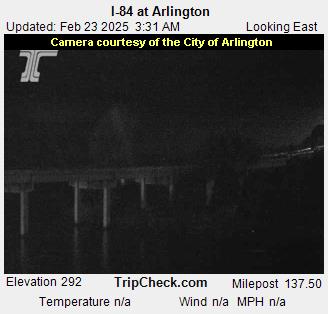 I-84 at Arlington
Updated: Feb 23 2025 3:31 AM Looking East
Camera courtesy of the City of Arlington
Elevation 292 TripCheck.com Milepost 137.50
Temperature n/a Wind n/a MPH n/a